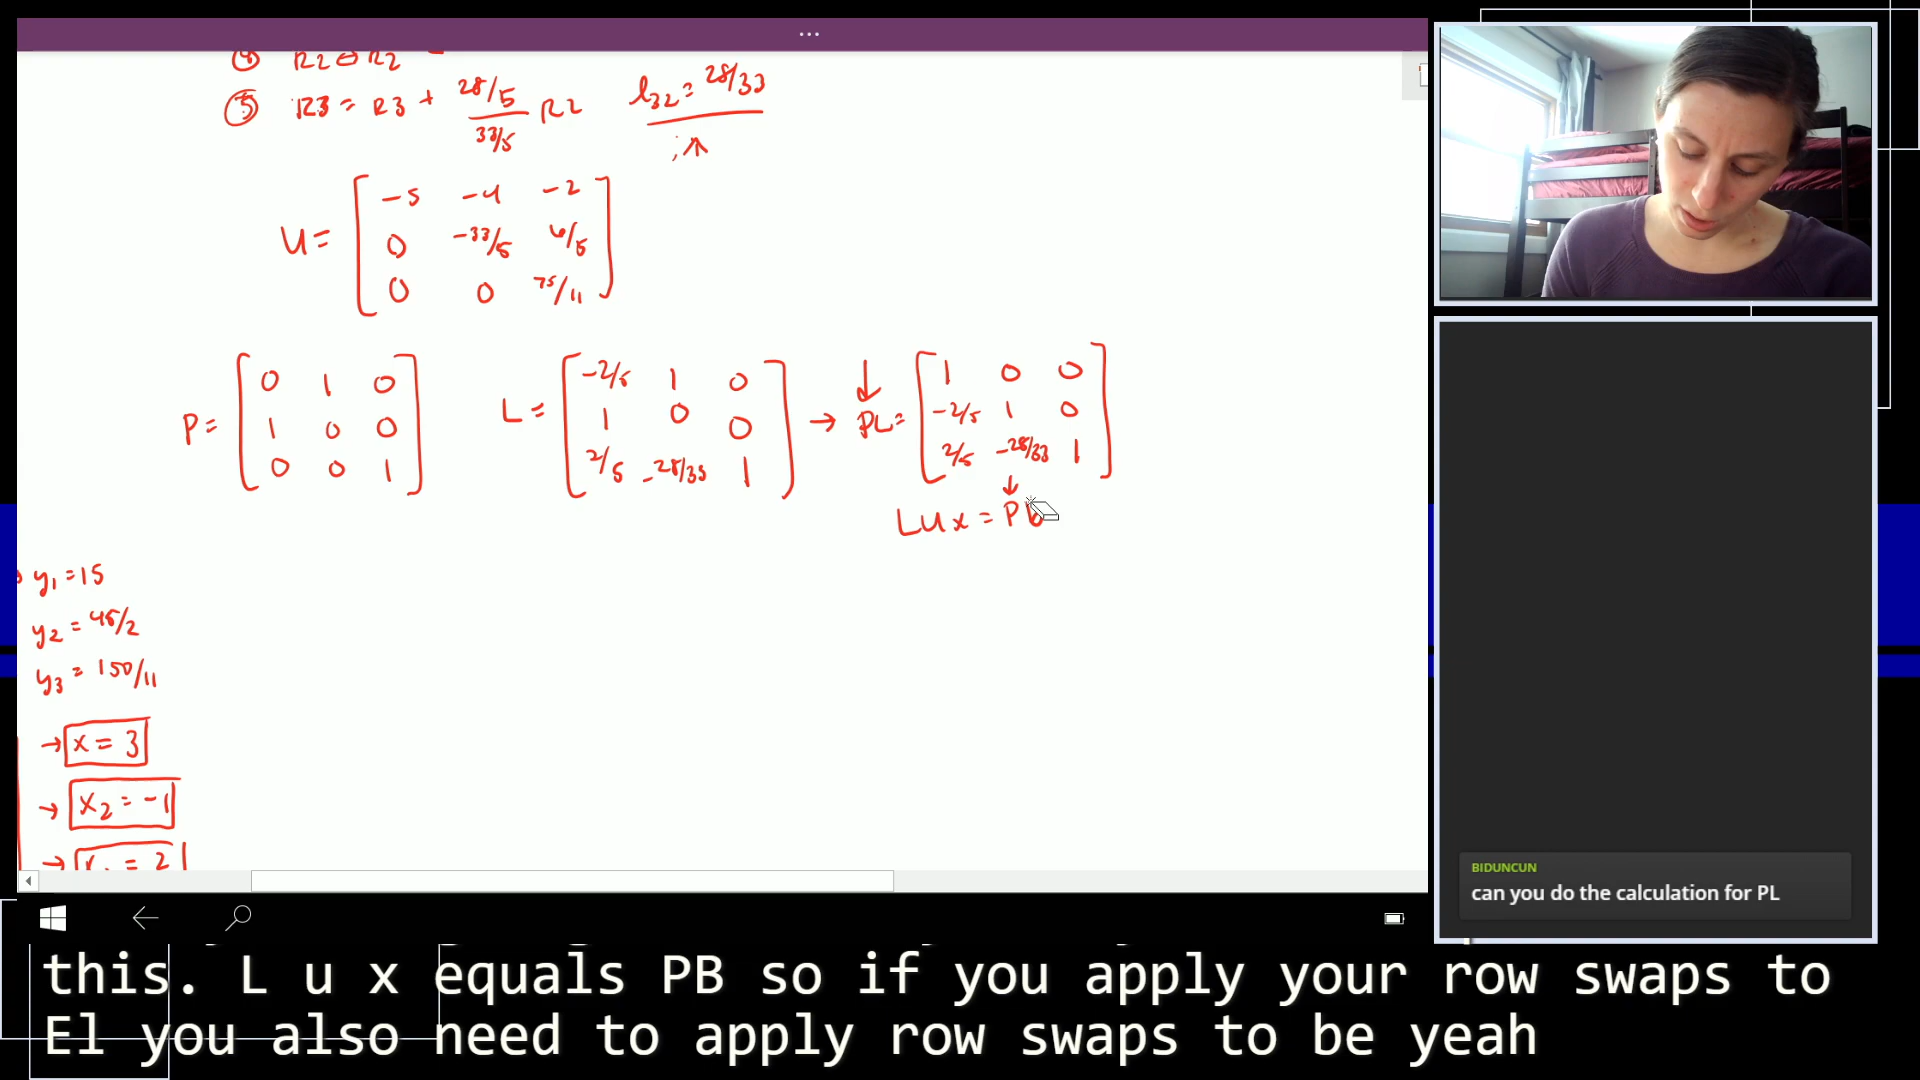 ...
④ R2 ⇔ R2
⑤ R3 = R3 + 28/5 / 33/5 R2 l32 = 28/33
U = [ -5 -4 -2
0 -33/5 6/5
0 0 75/11 ]
P = [ 0 1 0
1 0 0
0 0 1 ]
L = [ -2/5 1 0
1 0 0
2/5 -28/33 1 ]
→ PL = [ 1 0 0
-2/5 1 0
2/5 -28/33 1 ]
LUx = Pb
y1 = 15
y2 = 45/2
y3 = 150/11
→ x = 3
→ x2 = -1
→ = 2
BIDUNCUN
can you do the calculation for PL
this. L u x equals PB so if you apply your row swaps to
El you also need to apply row swaps to be yeah